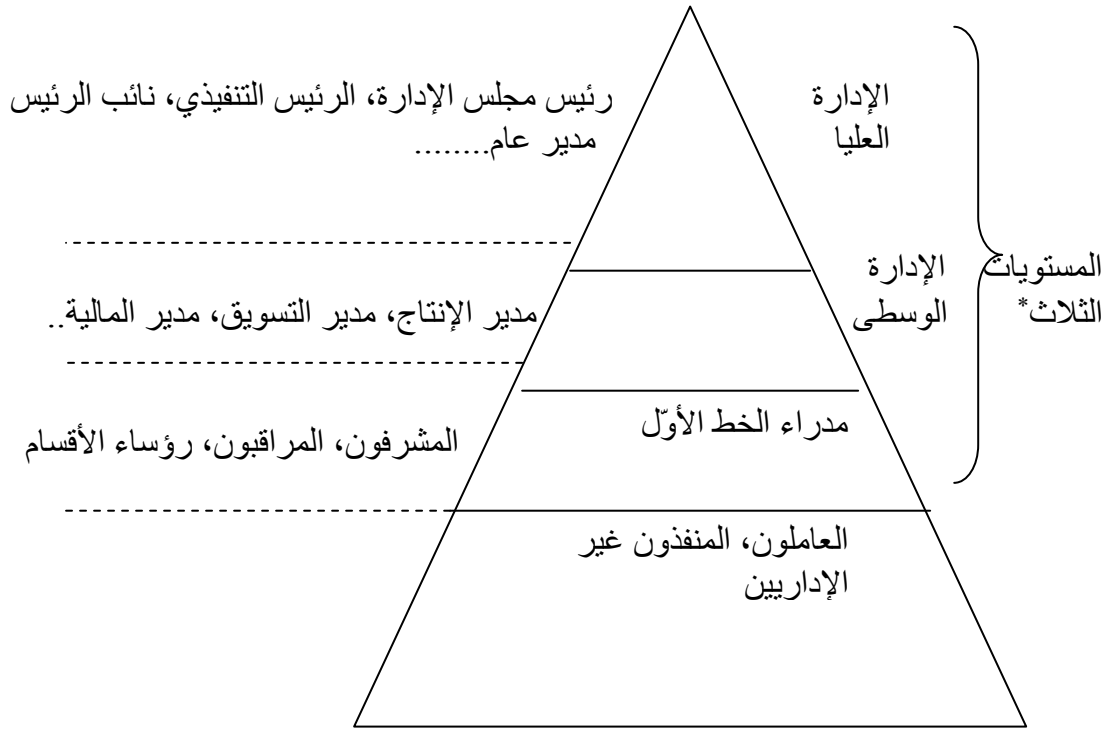 الإدارة
العليا
رئيس مجلس الإدارة، الرئيس التنفيذي، نائب الرئيس
مدير عام........
المستويات
الثلاث*
الإدارة
الوسطى
مدير الإنتاج، مدير التسويق، مدير المالية..
مدراء الخط الأوّل
المشرفون، المراقبون، رؤساء الأقسام
العاملون، المنفذون غير
الإداريين